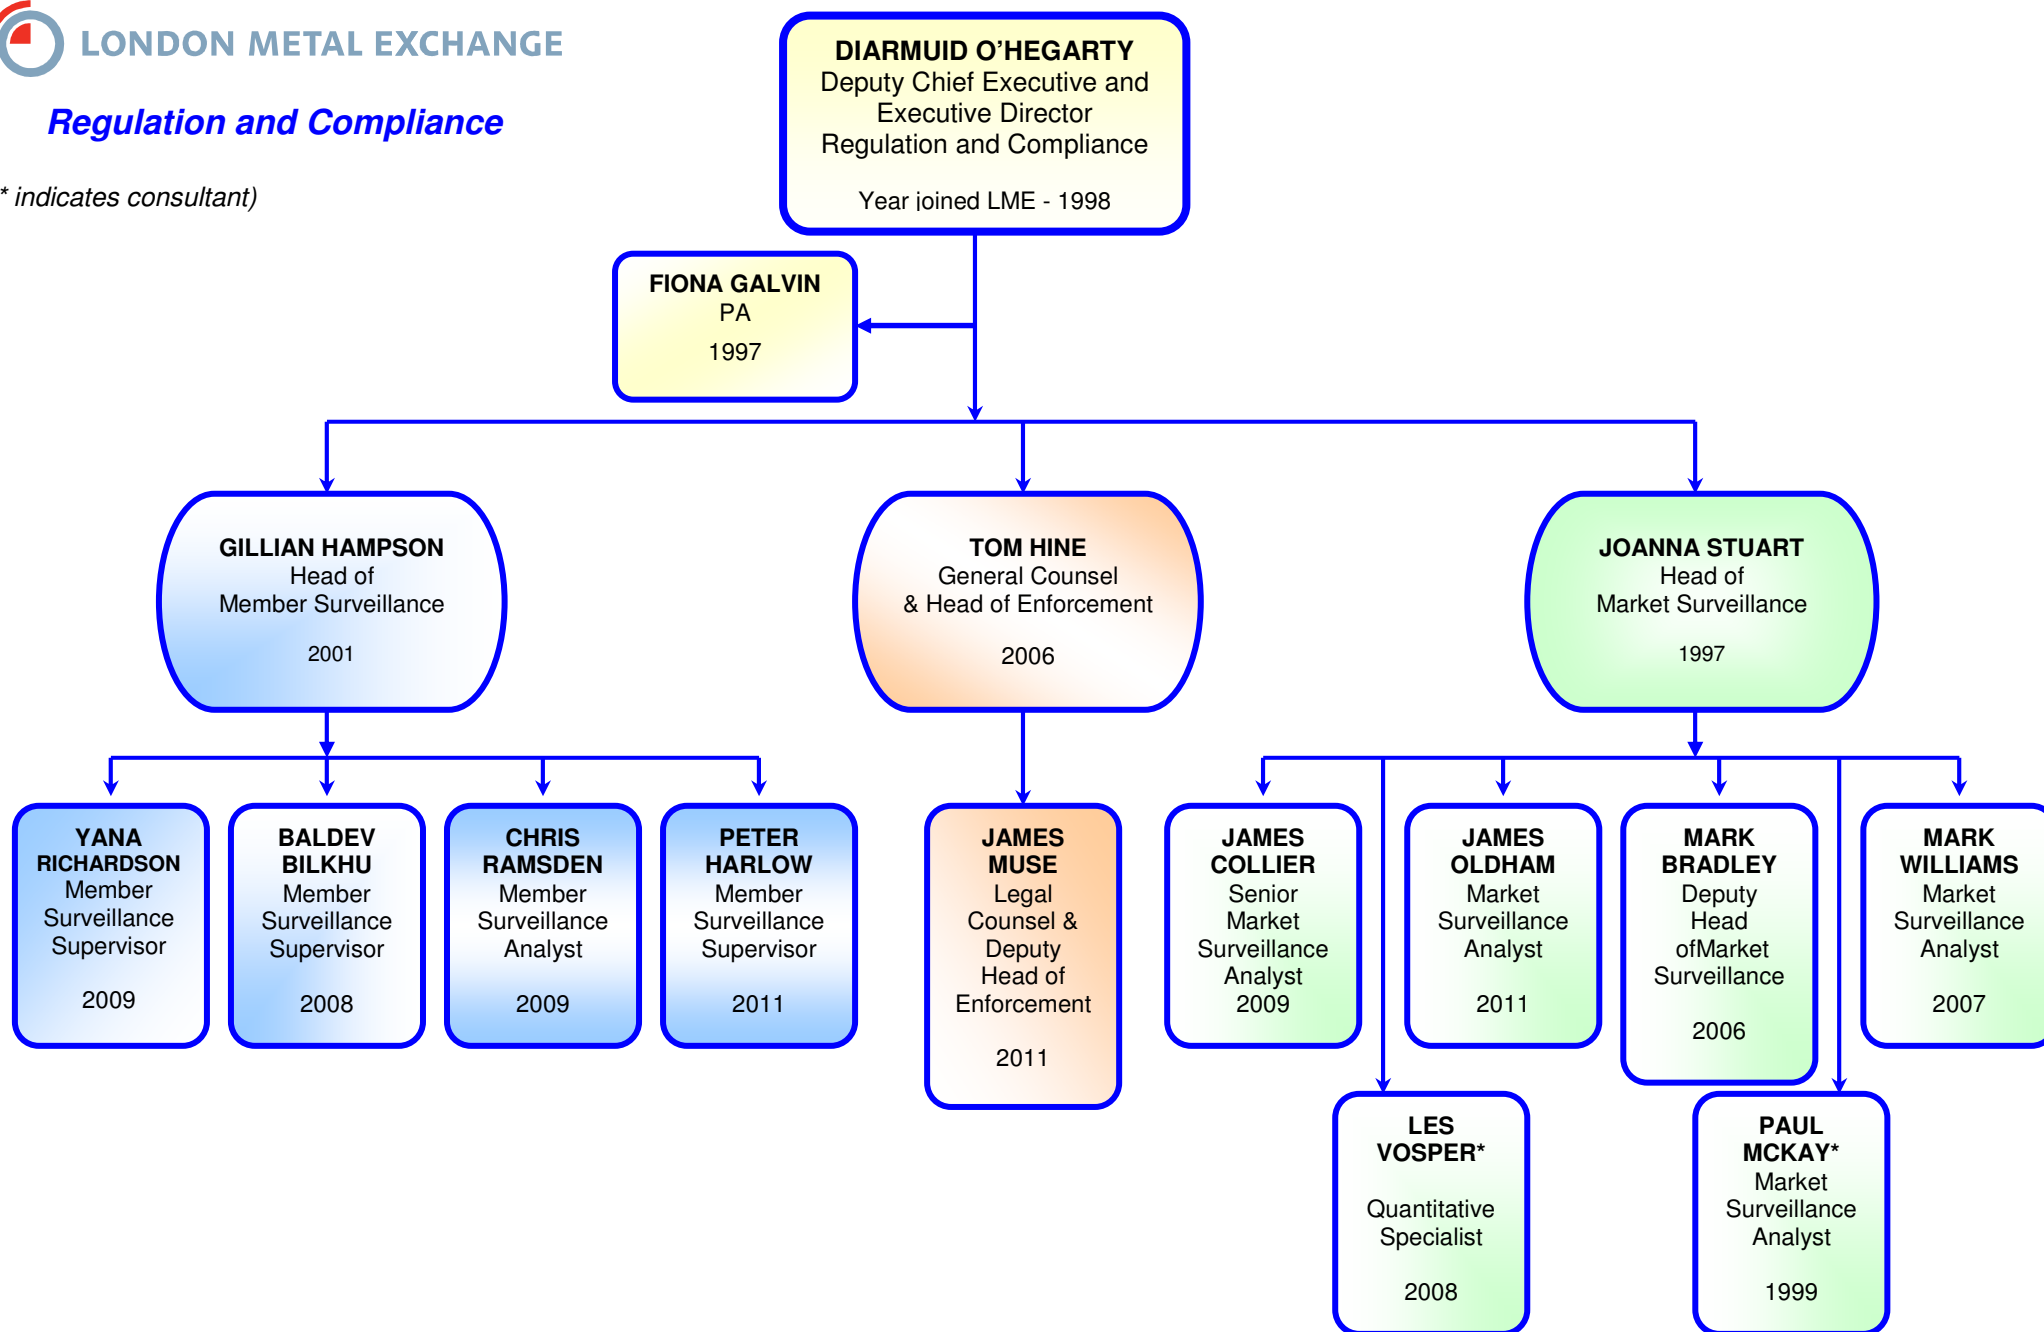 LONDON METAL EXCHANGE
Regulation and Compliance
* indicates consultant)
DIARMUID O'HEGARTY
Deputy Chief Executive and
Executive Director
Regulation and Compliance
Year joined LME - 1998
FIONA GALVIN
PA
1997
GILLIAN HAMPSON
Head of
Member Surveillance
2001
TOM HINE
General Counsel
& Head of Enforcement
2006
JOANNA STUART
Head of
Market Surveillance
1997
YANA
RICHARDSON
Member
Surveillance
Supervisor
2009
BALDEV
BILKHU
Member
Surveillance
Supervisor
2008
CHRIS
RAMSDEN
Member
Surveillance
Analyst
2009
PETER
HARLOW
Member
Surveillance
Supervisor
2011
JAMES
MUSE
Legal
Counsel &
Deputy
Head of
Enforcement
2011
JAMES
COLLIER
Senior
Market
Surveillance
Analyst
2009
JAMES
OLDHAM
Market
Surveillance
Analyst
2011
MARK
BRADLEY
Deputy
Head
ofMarket
Surveillance
2006
MARK
WILLIAMS
Market
Surveillance
Analyst
2007
LES
VOSPER*
Quantitative
Specialist
2008
PAUL
MCKAY*
Market
Surveillance
Analyst
1999